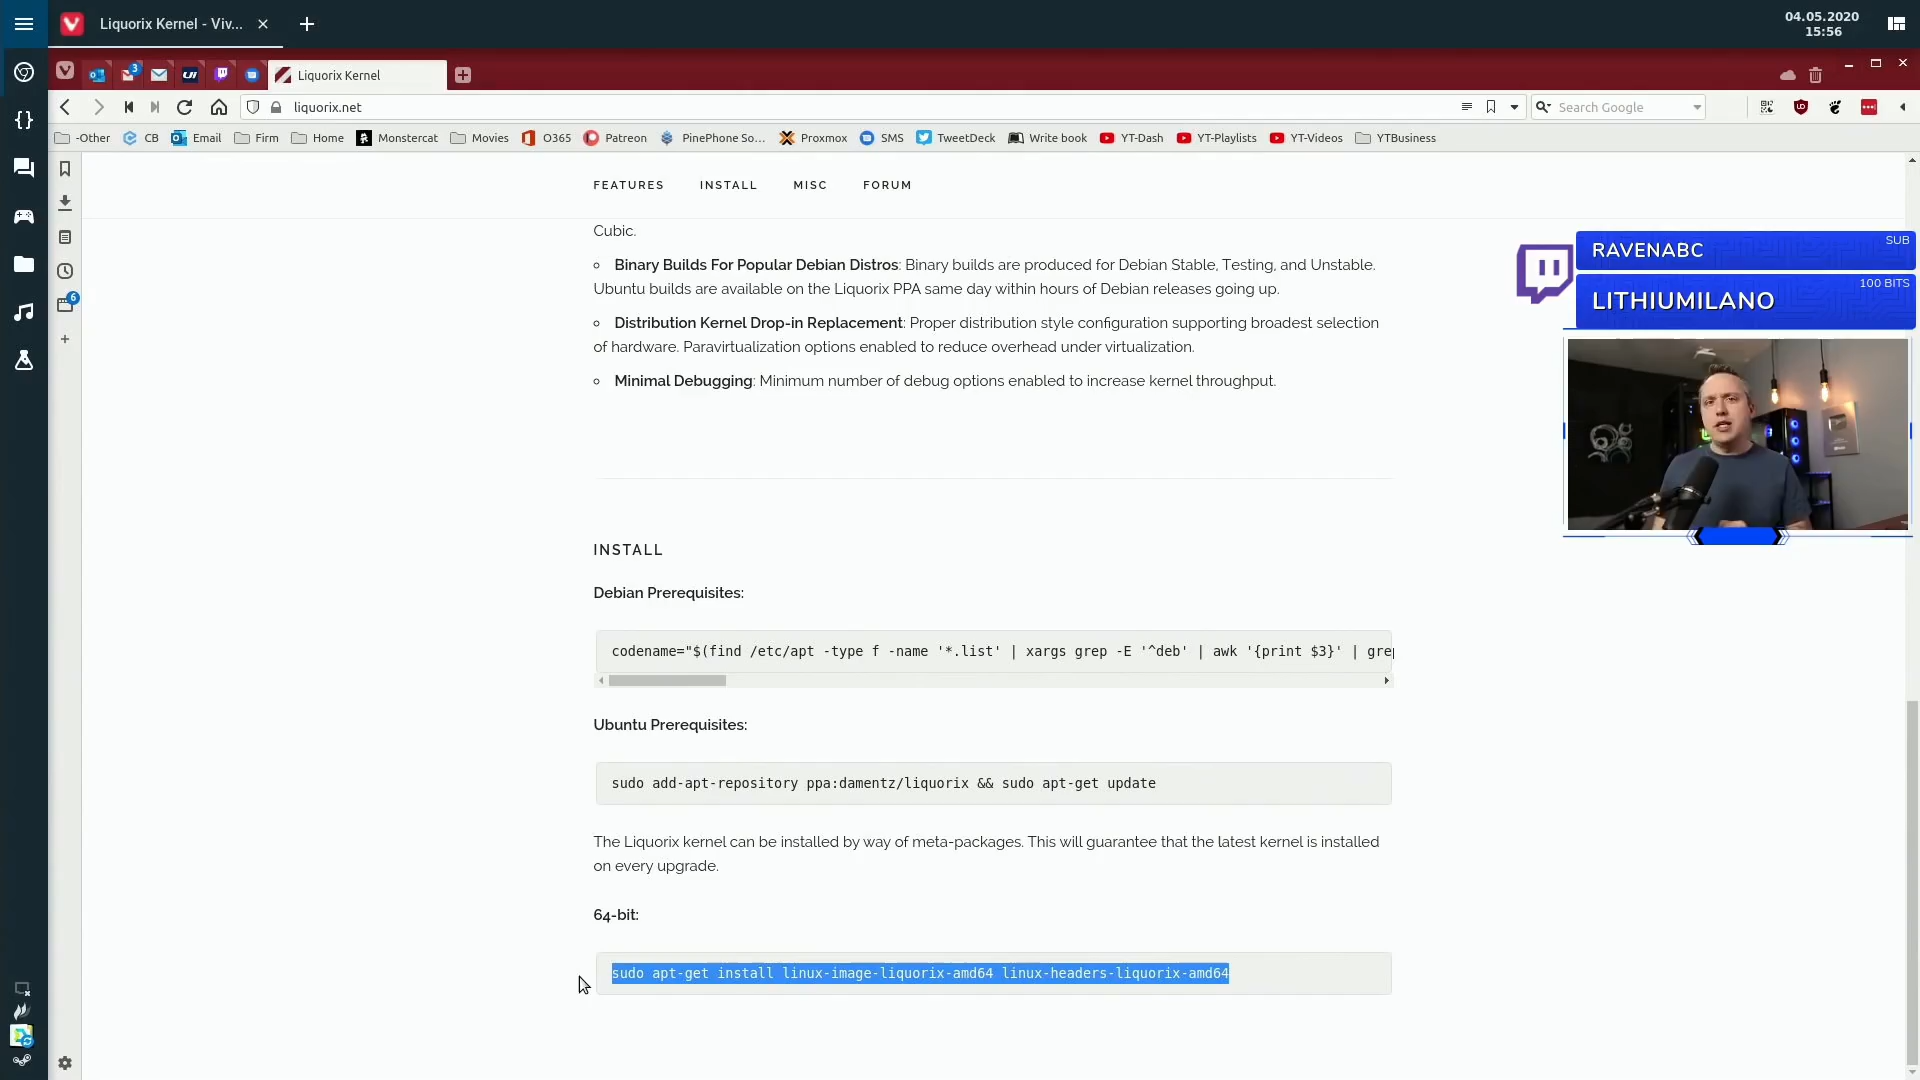 Liquorix Kernel - Viv...
04.05.2020
15:56
3
Liquorix Kernel
liquorix.net
Search Google
-Other
CB
Email
Firm
Home
Monstercat
Movies
O365
Patreon
PinePhone So...
Proxmox
SMS
TweetDeck
Write book
YT-Dash
YT-Playlists
YT-Videos
YTBusiness
6
FEATURES
INSTALL
MISC
FORUM
Cubic.
Binary Builds For Popular Debian Distros: Binary builds are produced for Debian Stable, Testing, and Unstable.
Ubuntu builds are available on the Liquorix PPA same day within hours of Debian releases going up.
Distribution Kernel Drop-in Replacement: Proper distribution style configuration supporting broadest selection
of hardware. Paravirtualization options enabled to reduce overhead under virtualization.
Minimal Debugging: Minimum number of debug options enabled to increase kernel throughput.
RAVENABC
SUB
LITHIUMILANO
100 BITS
INSTALL
Debian Prerequisites:
codename="$(find /etc/apt -type f -name '*.list' | xargs grep -E '^deb' | awk '{print $3}' | grep
Ubuntu Prerequisites:
sudo add-apt-repository ppa:damentz/liquorix && sudo apt-get update
The Liquorix kernel can be installed by way of meta-packages. This will guarantee that the latest kernel is installed
on every upgrade.
64-bit:
sudo apt-get install linux-image-liquorix-amd64 linux-headers-liquorix-amd64